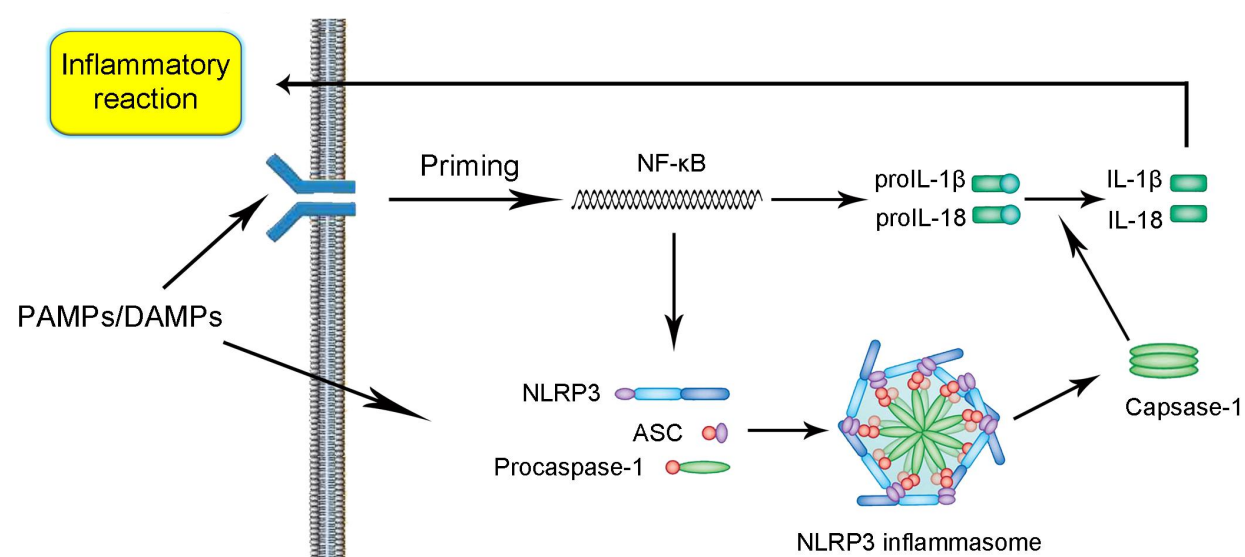 Inflammatory
reaction
Priming
NF-κB
proIL-1β
proIL-18
IL-1β
IL-18
PAMPs/DAMPs
NLRP3
ASC
Procaspase-1
Capsase-1
NLRP3 inflammasome